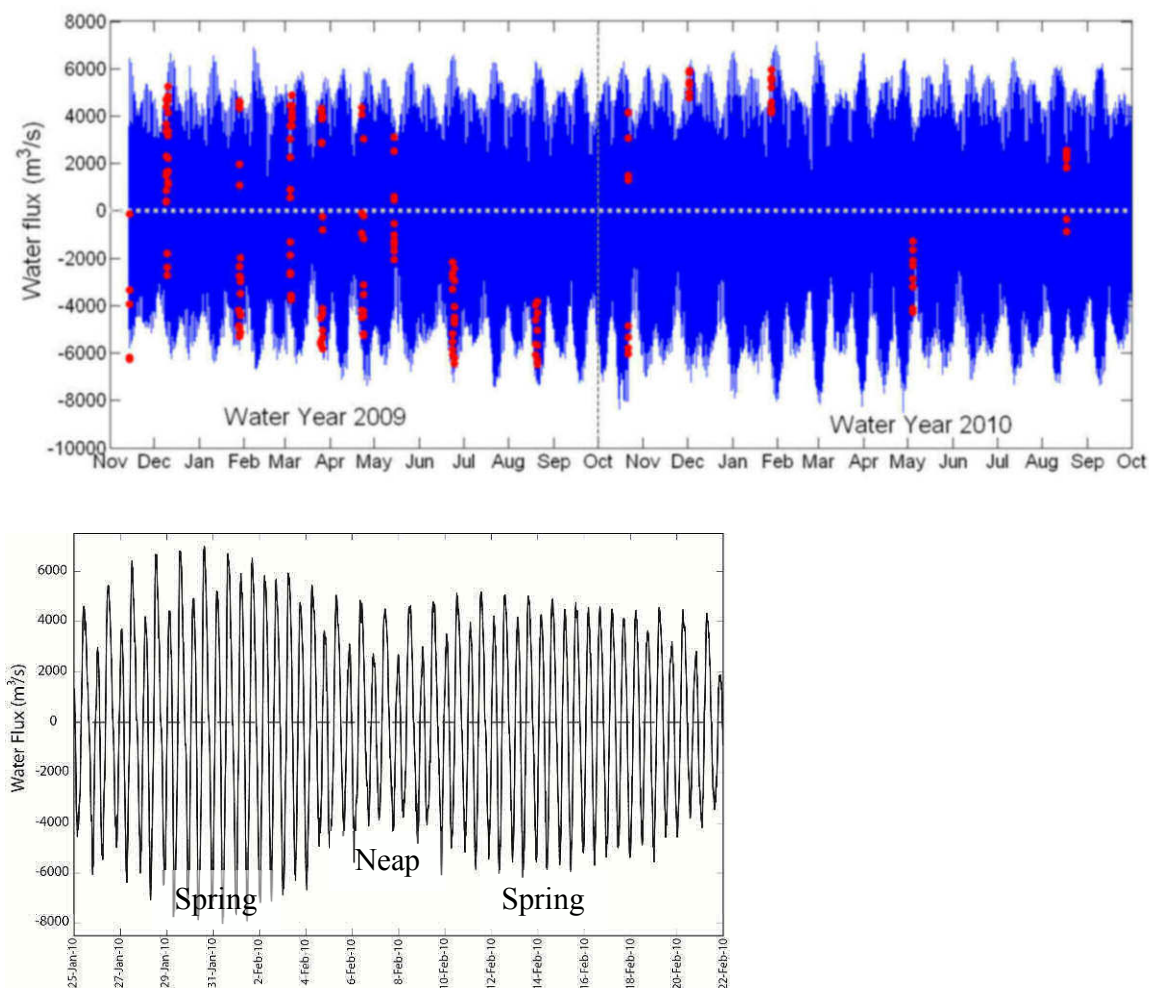 8000
6000
4000
2000
0
-2000
-4000
-6000
-8000
-10000
Water flux (m³/s)
Water Year 2009
Water Year 2010
Nov Dec Jan Feb Mar Apr May Jun Jul Aug Sep Oct Nov Dec Jan Feb Mar Apr May Jun Jul Aug Sep Oct
6000
4000
2000
0
-2000
-4000
-6000
-8000
Water Flux (m³/s)
Neap
Spring Spring
25-Jan-10
27-Jan-10
29-Jan-10
31-Jan-10
2-Feb-10
4-Feb-10
6-Feb-10
8-Feb-10
10-Feb-10
12-Feb-10
14-Feb-10
16-Feb-10
18-Feb-10
20-Feb-10
22-Feb-10